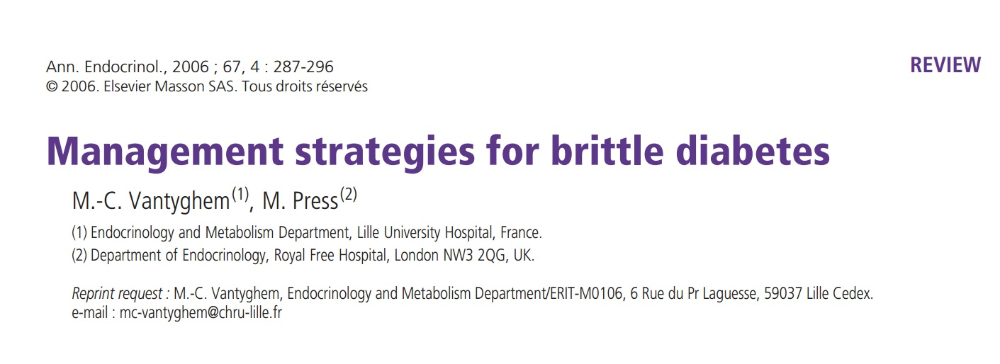 Ann. Endocrinol., 2006 ; 67, 4 : 287-296
REVIEW
© 2006. Elsevier Masson SAS. Tous droits réservés
Management strategies for brittle diabetes
M.-C. Vantyghem(1), M. Press(2)
(1) Endocrinology and Metabolism Department, Lille University Hospital, France.
(2) Department of Endocrinology, Royal Free Hospital, London NW3 2QG, UK.
Reprint request : M.-C. Vantyghem, Endocrinology and Metabolism Department/ERIT-M0106, 6 Rue du Pr Laguesse, 59037 Lille Cedex.
e-mail : mc-vantyghem@chru-lille.fr